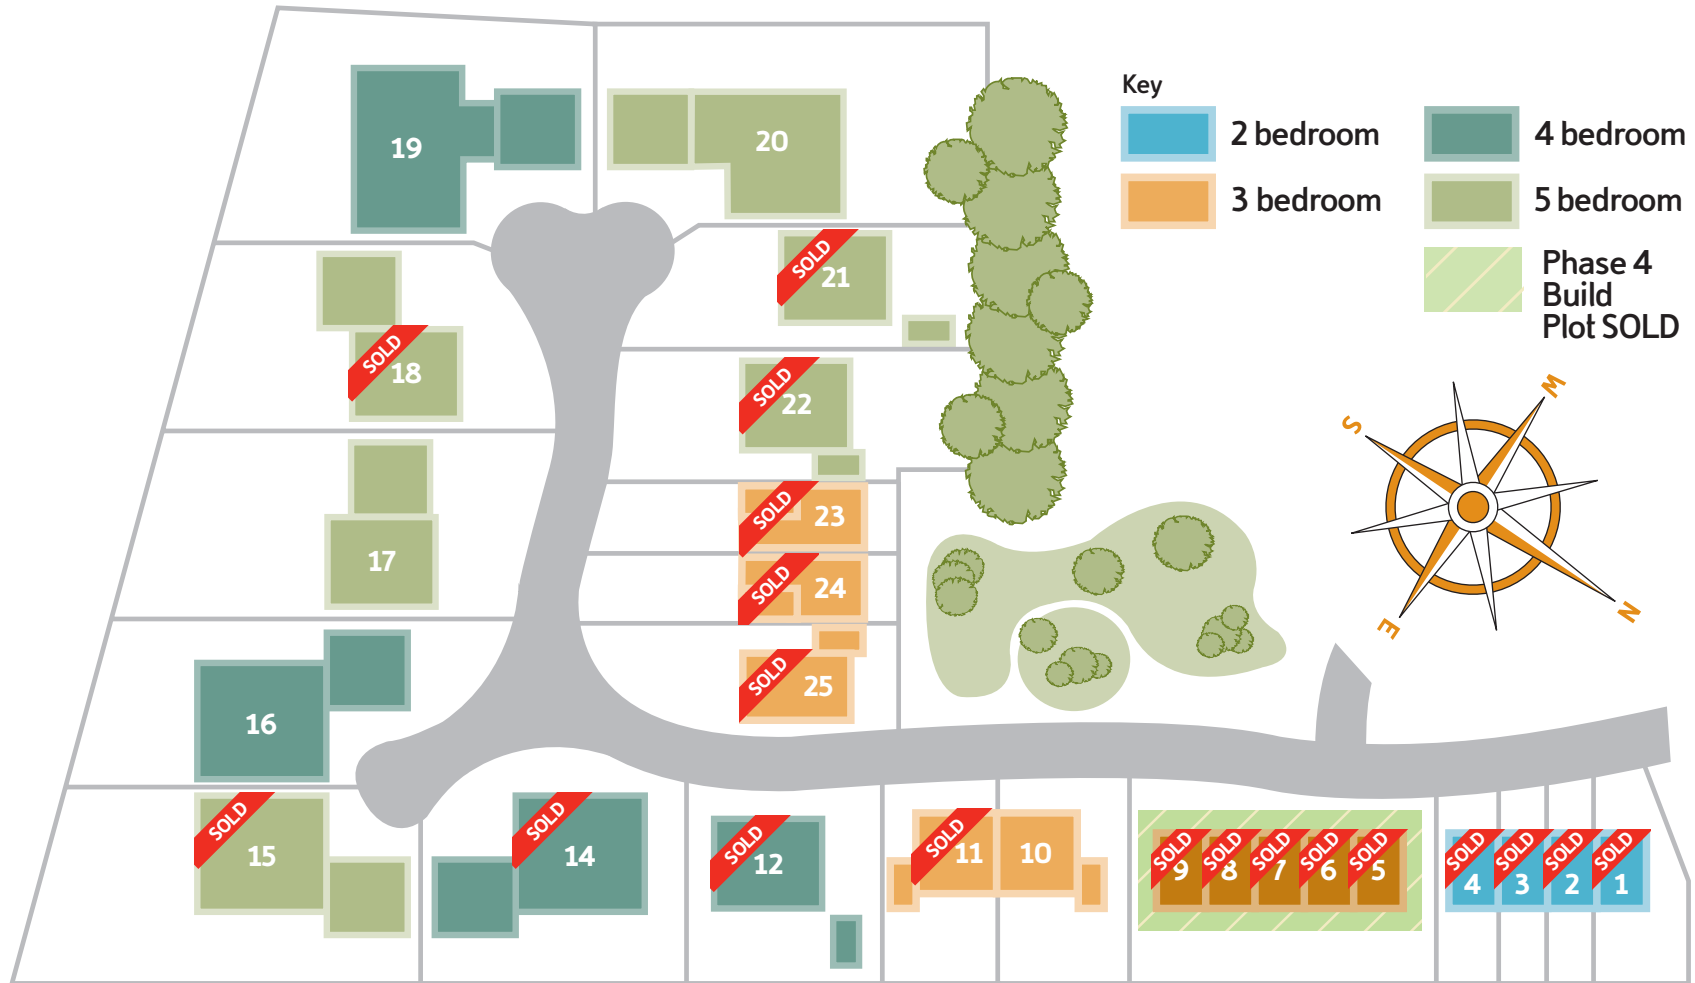 Key
2 bedroom
4 bedroom
3 bedroom
5 bedroom
Phase 4
Build
Plot SOLD
19
20
SOLD
21
SOLD
18
SOLD
22
W
S
N
E
SOLD
23
17
SOLD
24
SOLD
25
16
SOLD
15
SOLD
14
SOLD
12
SOLD
11
10
SOLD
9
SOLD
8
SOLD
7
SOLD
6
SOLD
5
SOLD
4
SOLD
3
SOLD
2
SOLD
1